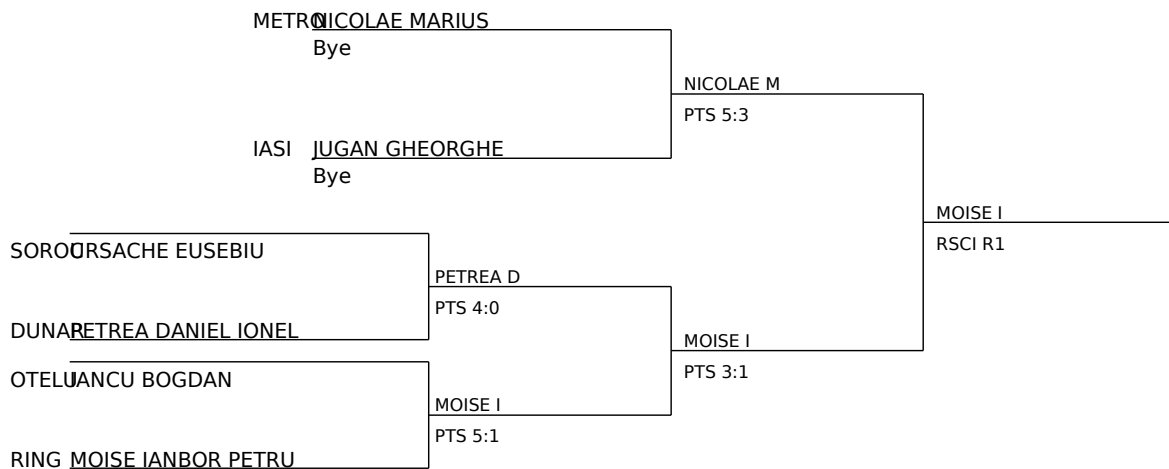 METRO NICOLAE MARIUS
Bye
NICOLAE M
PTS 5:3
IASI JUGAN GHEORGHE
Bye
MOISE I
RSCI R1
SOROC URSACHE EUSEBIU
PETREA D
PTS 4:0
DUNAR PETREA DANIEL IONEL
MOISE I
PTS 3:1
OTELU IANCU BOGDAN
MOISE I
PTS 5:1
RING MOISE IANBOR PETRU